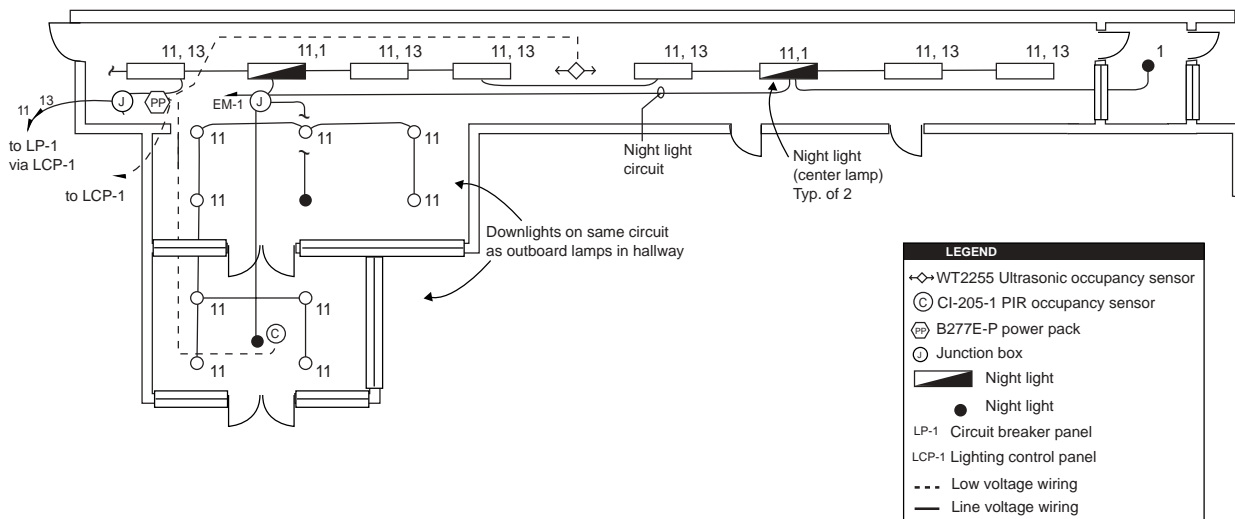 11, 13
11,1
11, 13
11, 13
11, 13
11,1
11, 13
11, 13
1
J
PP
EM-1
J
11 13
to LP-1
via LCP-1
to LCP-1
11
11
11
11
11
Night light
circuit
Night light
(center lamp)
Typ. of 2
Downlights on same circuit
as outboard lamps in hallway
11
11
C
11
11
LEGEND
WT2255 Ultrasonic occupancy sensor
C CI-205-1 PIR occupancy sensor
PP B277E-P power pack
J Junction box
Night light
Night light
LP-1 Circuit breaker panel
LCP-1 Lighting control panel
Low voltage wiring
Line voltage wiring